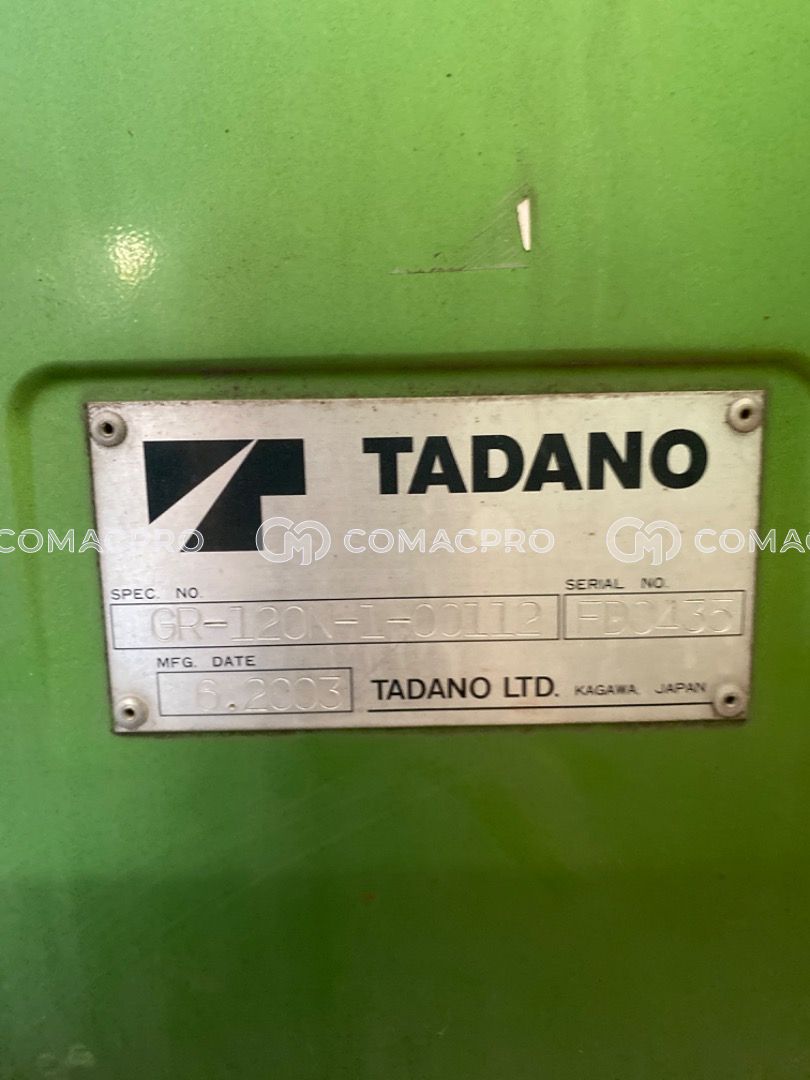 TADANO
COMACPRO COMACPRO COMAC
SPEC. NO. SERIAL NO.
GR-120N-1-00112 FB0435
MFG. DATE
6.2003 TADANO LTD. KAGAWA, JAPAN